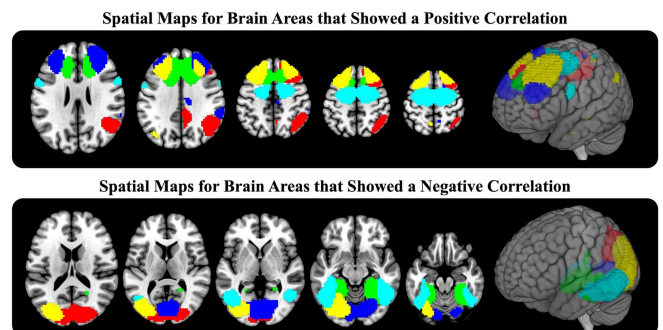 Spatial Maps for Brain Areas that Showed a Positive Correlation
Spatial Maps for Brain Areas that Showed a Negative Correlation